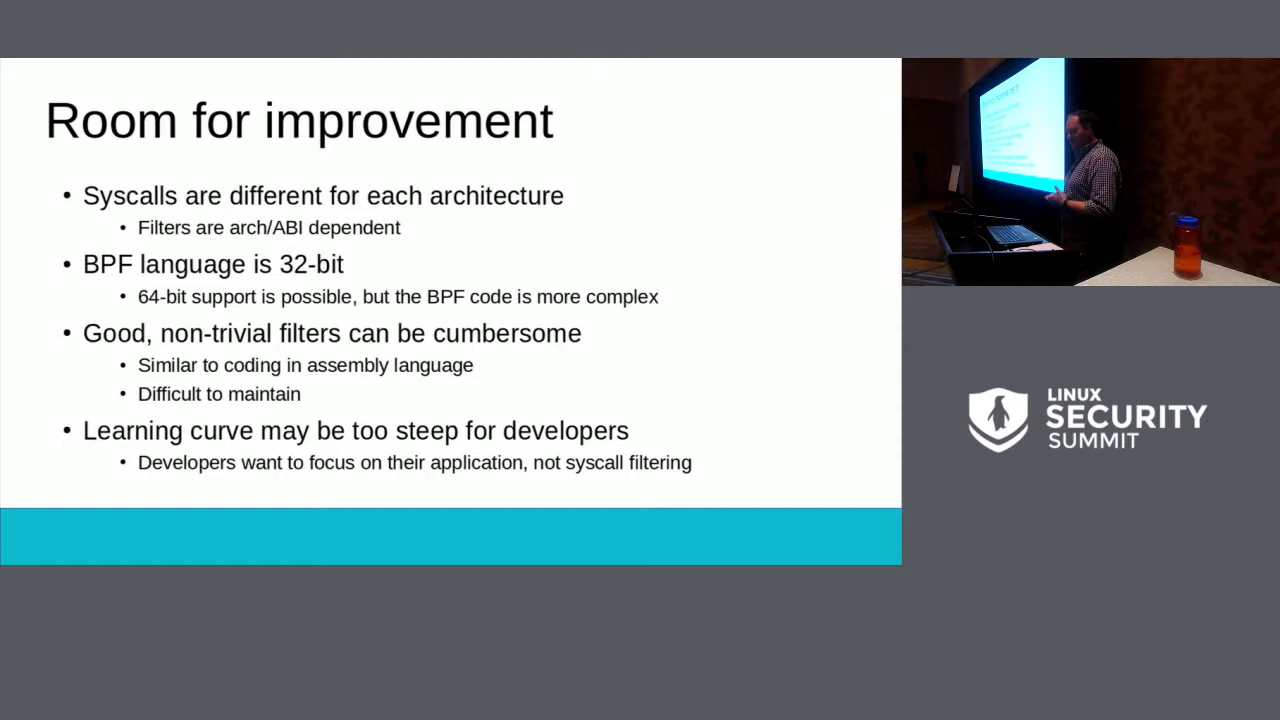 Room for improvement
• Syscalls are different for each architecture
• Filters are arch/ABI dependent
• BPF language is 32-bit
• 64-bit support is possible, but the BPF code is more complex
• Good, non-trivial filters can be cumbersome
• Similar to coding in assembly language
• Difficult to maintain
• Learning curve may be too steep for developers
• Developers want to focus on their application, not syscall filtering
LINUX
SECURITY
SUMMIT